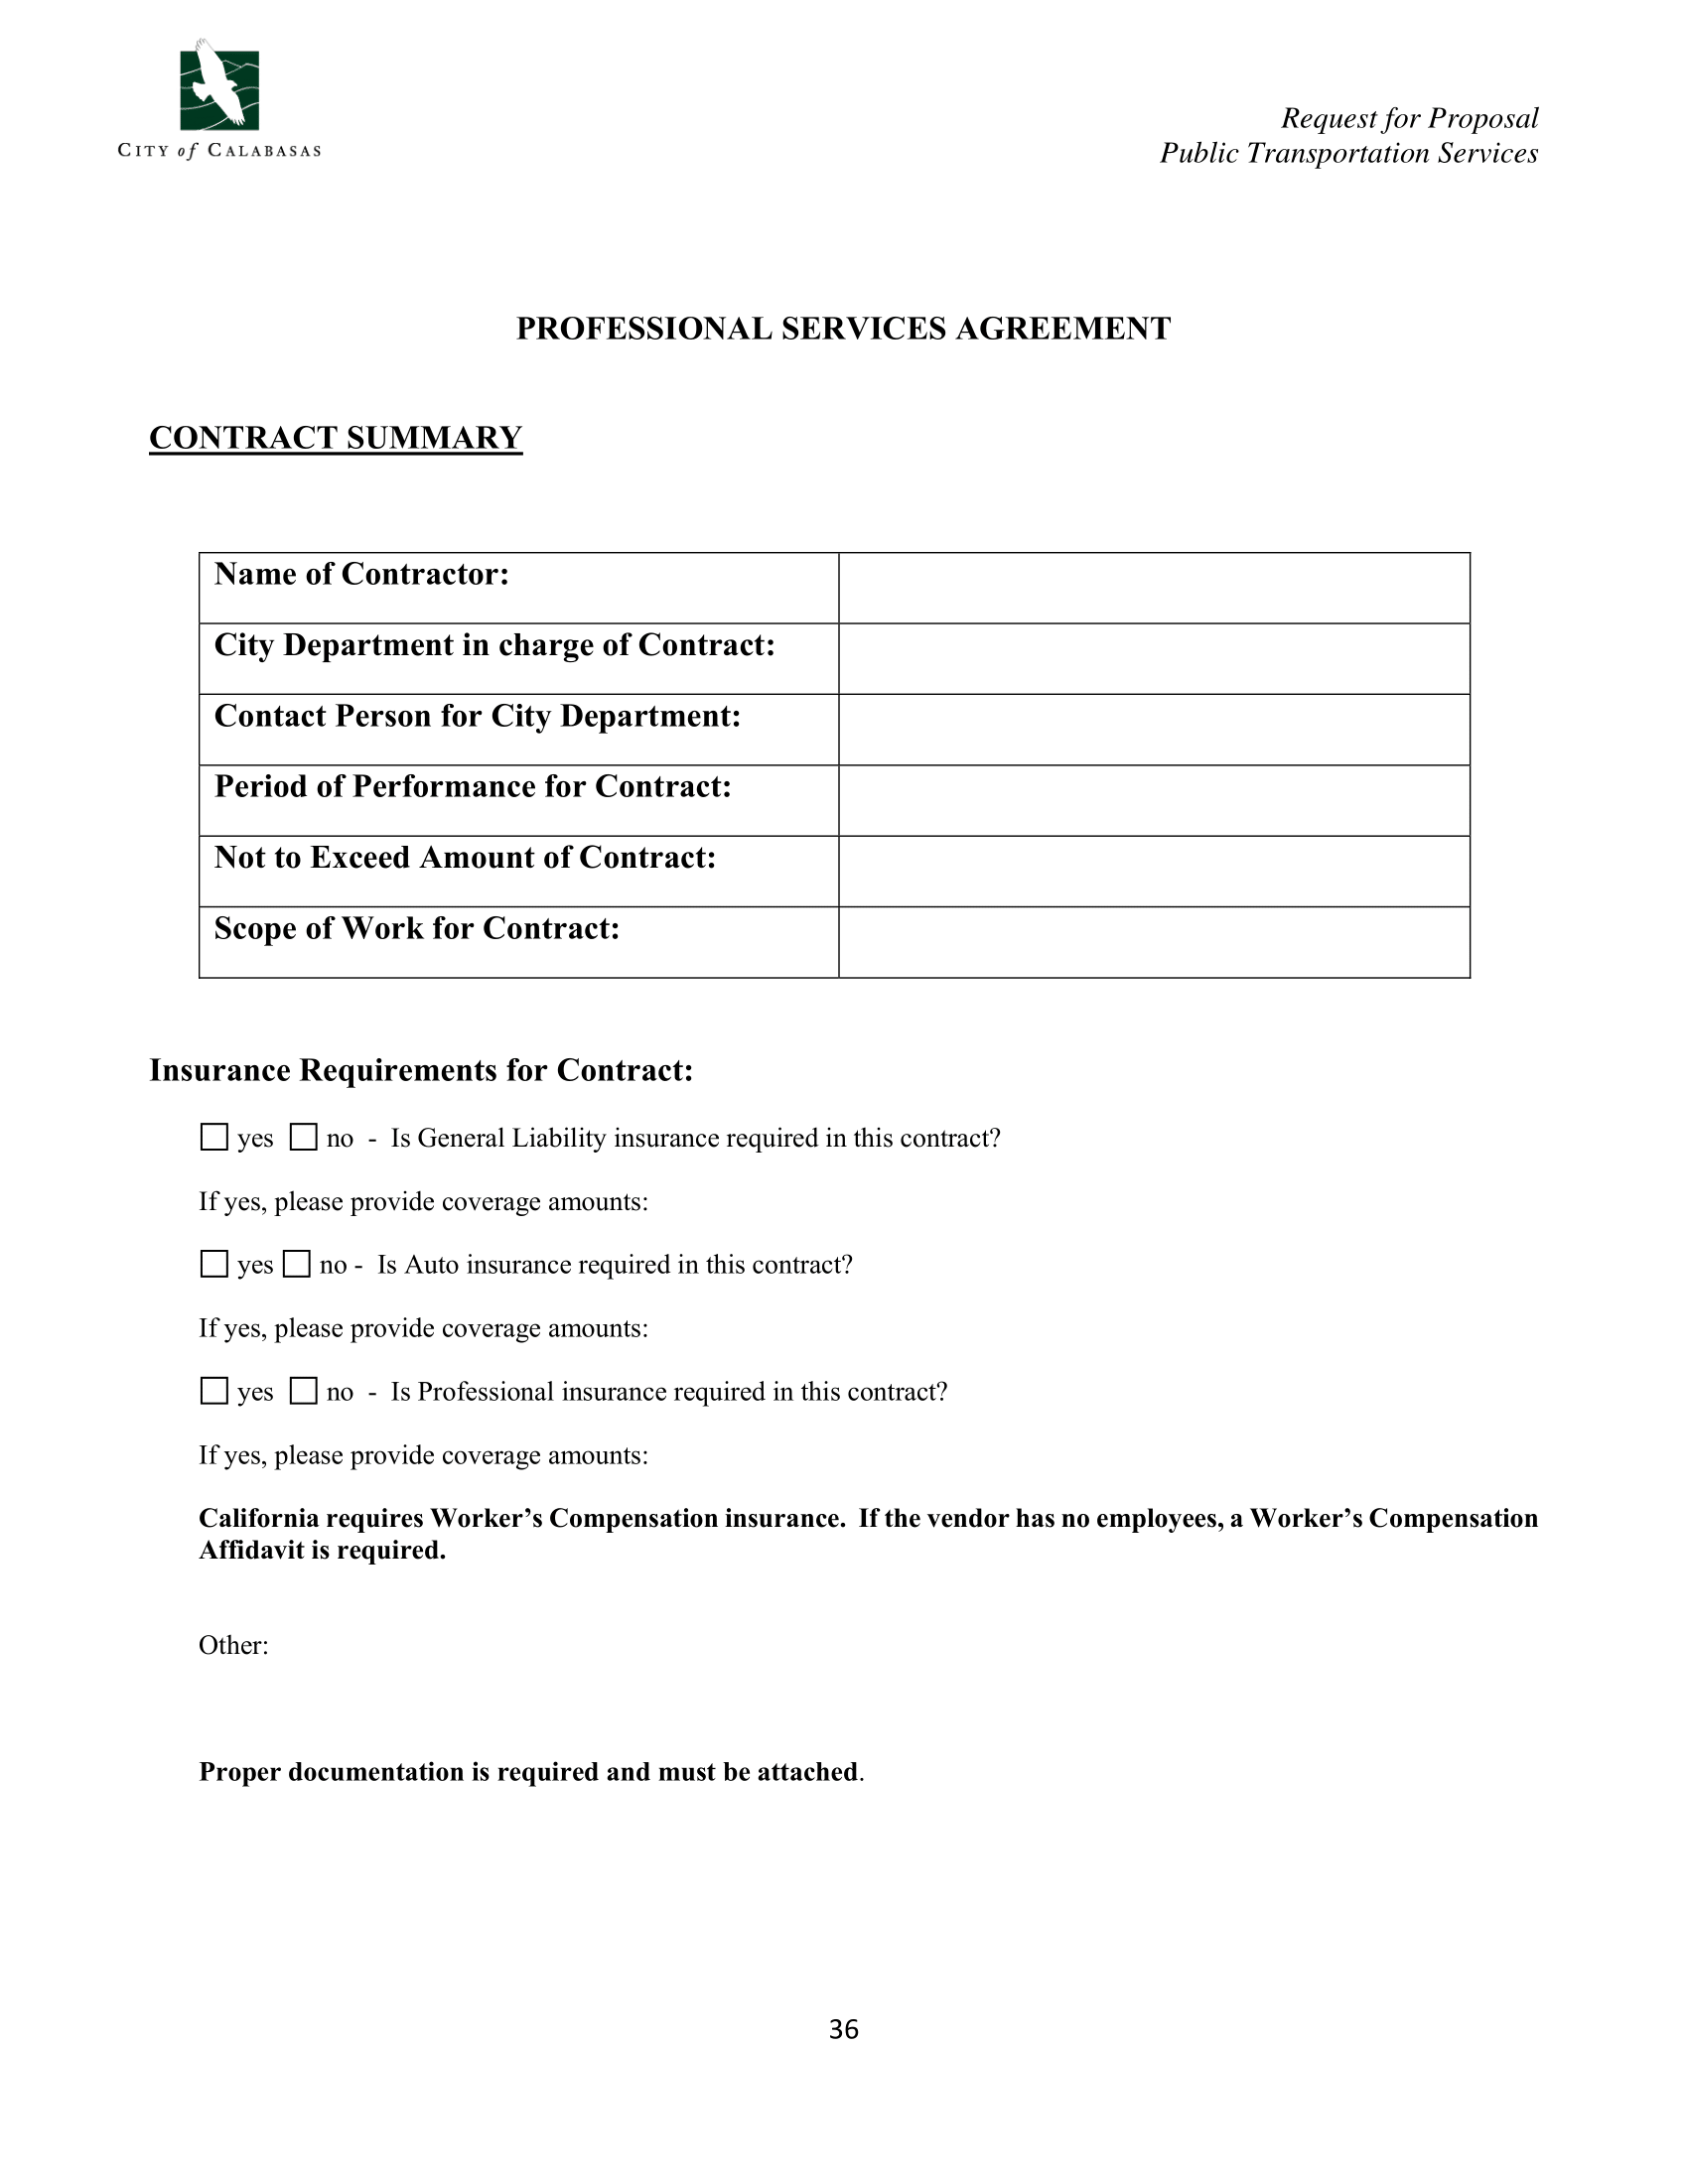 CITY of CALABASAS
Request for Proposal
Public Transportation Services
PROFESSIONAL SERVICES AGREEMENT
CONTRACT SUMMARY
Name of Contractor:
City Department in charge of Contract:
Contact Person for City Department:
Period of Performance for Contract:
Not to Exceed Amount of Contract:
Scope of Work for Contract:
Insurance Requirements for Contract:
yes no - Is General Liability insurance required in this contract?
If yes, please provide coverage amounts:
yes no - Is Auto insurance required in this contract?
If yes, please provide coverage amounts:
yes no - Is Professional insurance required in this contract?
If yes, please provide coverage amounts:
California requires Worker’s Compensation insurance.  If the vendor has no employees, a Worker’s Compensation
Affidavit is required.
Other:
Proper documentation is required and must be attached.
36